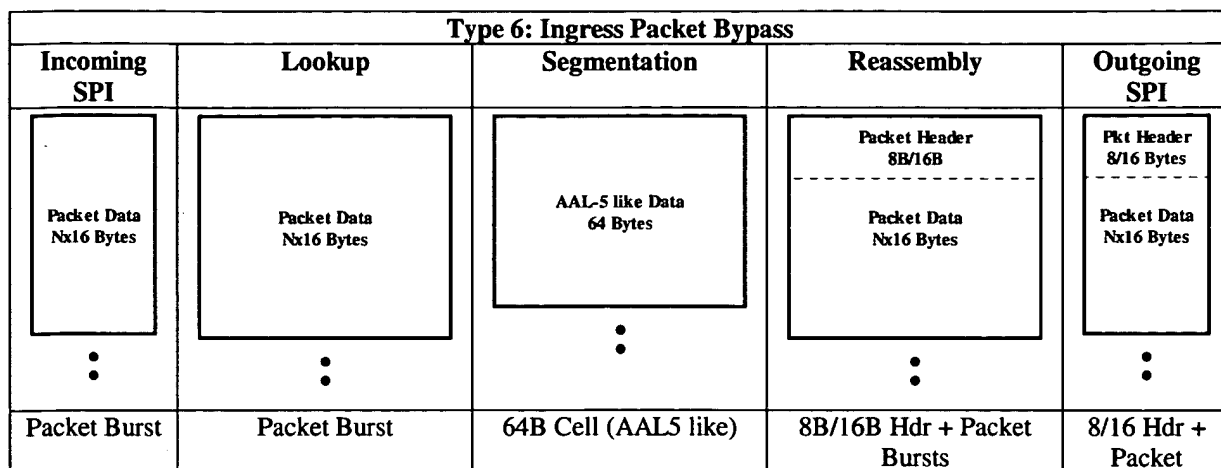 Type 6: Ingress Packet Bypass
Incoming
SPI
Lookup
Segmentation
Reassembly
Outgoing
SPI
Packet Data
Nx16 Bytes
Packet Data
Nx16 Bytes
AAL-5 like Data
64 Bytes
Packet Header
8B/16B
Packet Data
Nx16 Bytes
Pkt Header
8/16 Bytes
Packet Data
Nx16 Bytes
Packet Burst
Packet Burst
64B Cell (AAL5 like)
8B/16B Hdr + Packet
Bursts
8/16 Hdr +
Packet